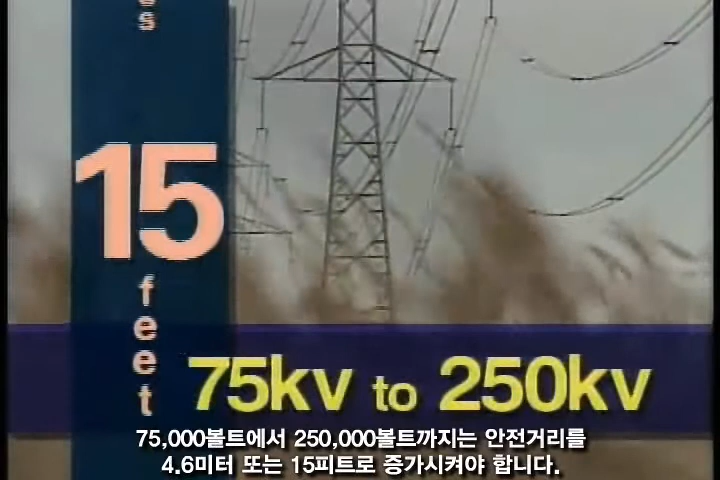 15
feet
75kv to 250kv
75,000볼트에서 250,000볼트까지는 안전거리를
4.6미터 또는 15피트로 증가시켜야 합니다.